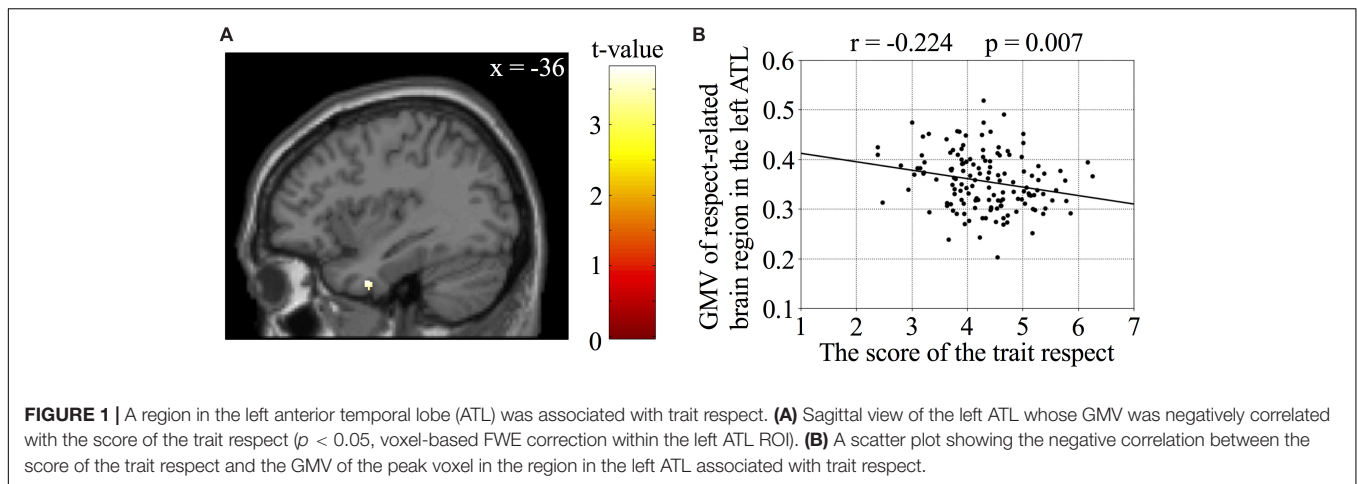 A
x = -36
t-value
3
2
1
0
B
r = -0.224 p = 0.007
GMV of respect-related
brain region in the left ATL
0.6
0.5
0.4
0.3
0.2
0.1
1 2 3 4 5 6 7
The score of the trait respect
FIGURE 1 | A region in the left anterior temporal lobe (ATL) was associated with trait respect. (A) Sagittal view of the left ATL whose GMV was negatively correlated
with the score of the trait respect (p < 0.05, voxel-based FWE correction within the left ATL ROI). (B) A scatter plot showing the negative correlation between the
score of the trait respect and the GMV of the peak voxel in the region in the left ATL associated with trait respect.